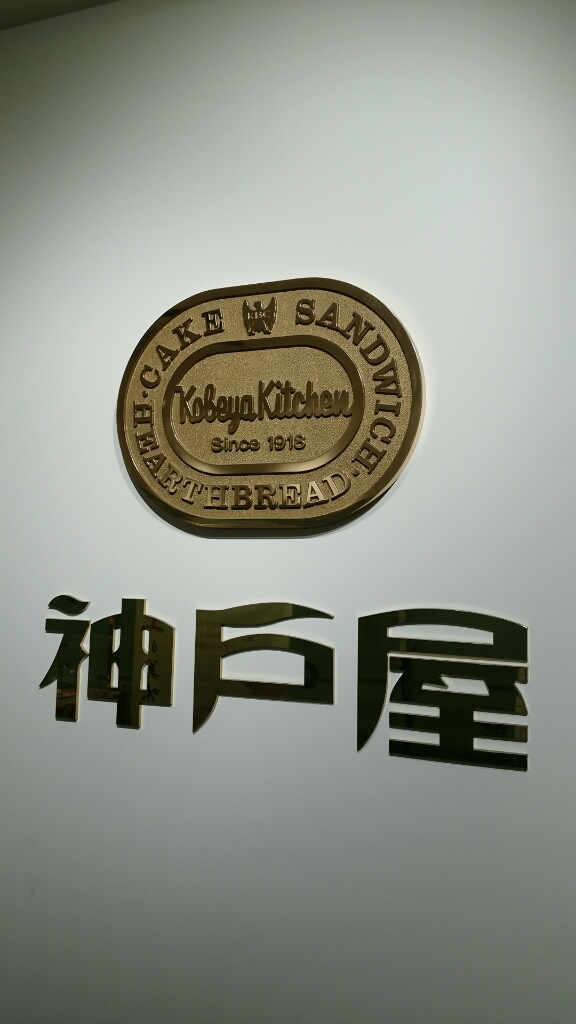 CAKE KBC SANDWICH
Kobeya Kitchen
Since 1918
HEARTHBREAD
神戸屋